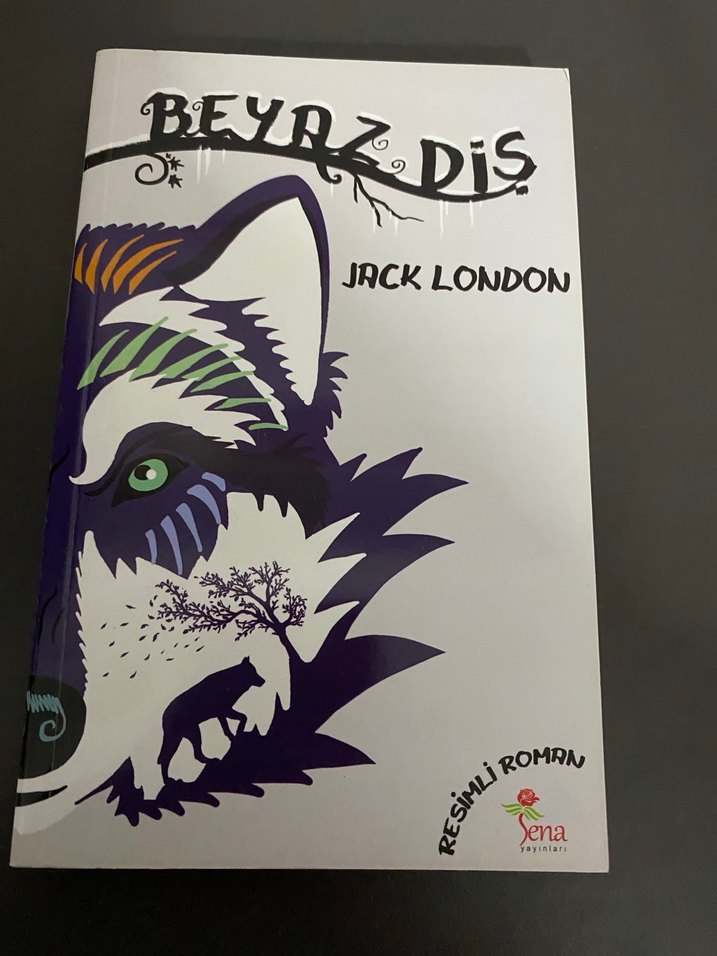 BEYAZ DİŞ
JACK LONDON
RESİMLİ ROMAN
Sena
yayınları